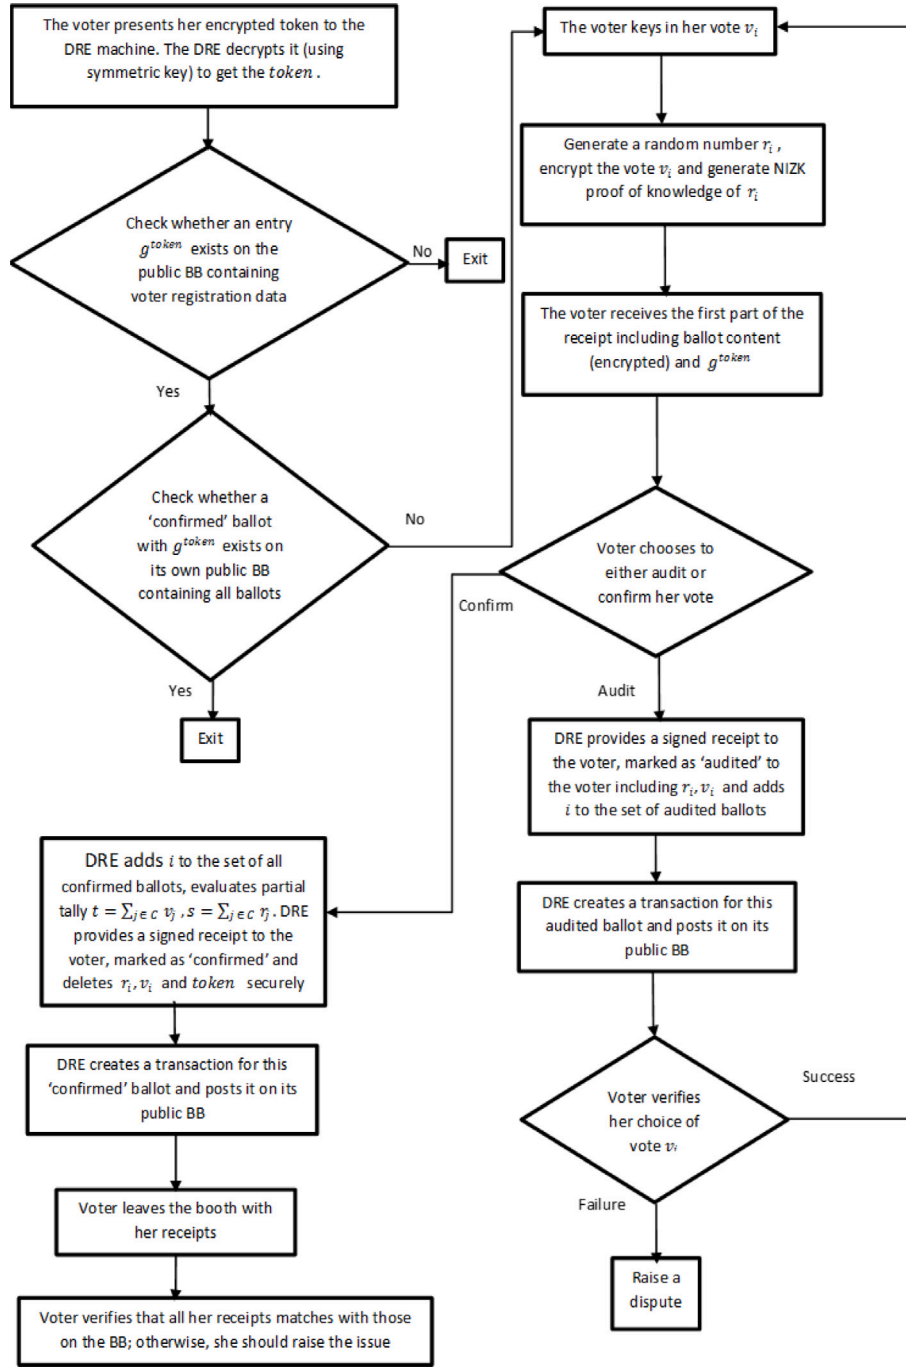 The voter presents her encrypted token to the
DRE machine. The DRE decrypts it (using
symmetric key) to get the token .
Check whether an entry
g^token exists on the
public BB containing
voter registration data
No
Exit
Yes
Check whether a
‘confirmed’ ballot
with g^token exists on
its own public BB
containing all ballots
No
Yes
Exit
The voter keys in her vote v_i
Generate a random number r_i ,
encrypt the vote v_i and generate NIZK
proof of knowledge of r_i
The voter receives the first part of the
receipt including ballot content
(encrypted) and g^token
Voter chooses to
either audit or
confirm her vote
Confirm
Audit
DRE provides a signed receipt to
the voter, marked as ‘audited’ to
the voter including r_i, v_i and adds
i to the set of audited ballots
DRE creates a transaction for this
audited ballot and posts it on its
public BB
Voter verifies
her choice of
vote v_i
Success
Failure
Raise a
dispute
DRE adds i to the set of all
confirmed ballots, evaluates partial
tally t = ∑_{j∈C} v_j , s = ∑_{j∈C} r_j . DRE
provides a signed receipt to the
voter, marked as ‘confirmed’ and
deletes r_i, v_i and token securely
DRE creates a transaction for this
‘confirmed’ ballot and posts it on its
public BB
Voter leaves the booth with
her receipts
Voter verifies that all her receipts matches with those
on the BB; otherwise, she should raise the issue